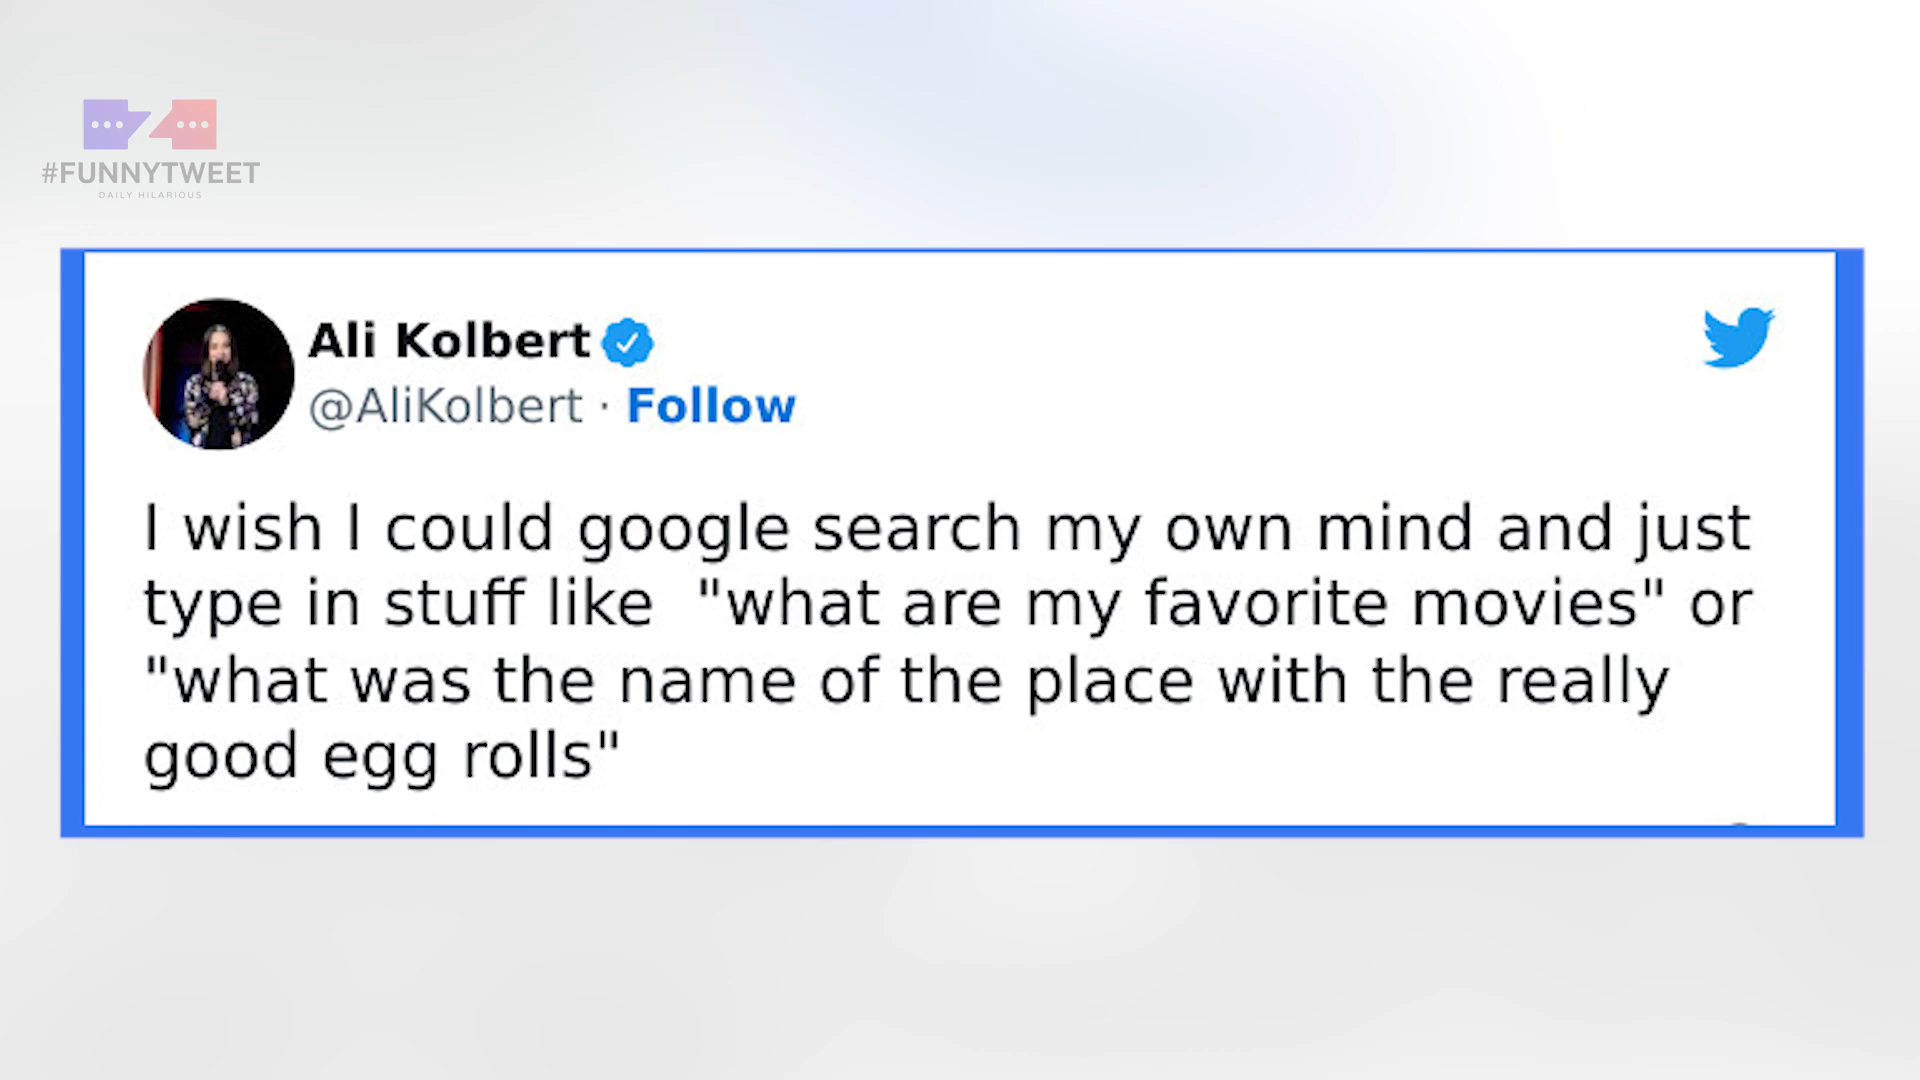 #FUNNYTWEET
DAILY HILARIOUS
Ali Kolbert
@AliKolbert · Follow
I wish I could google search my own mind and just
type in stuff like  "what are my favorite movies" or
"what was the name of the place with the really
good egg rolls"